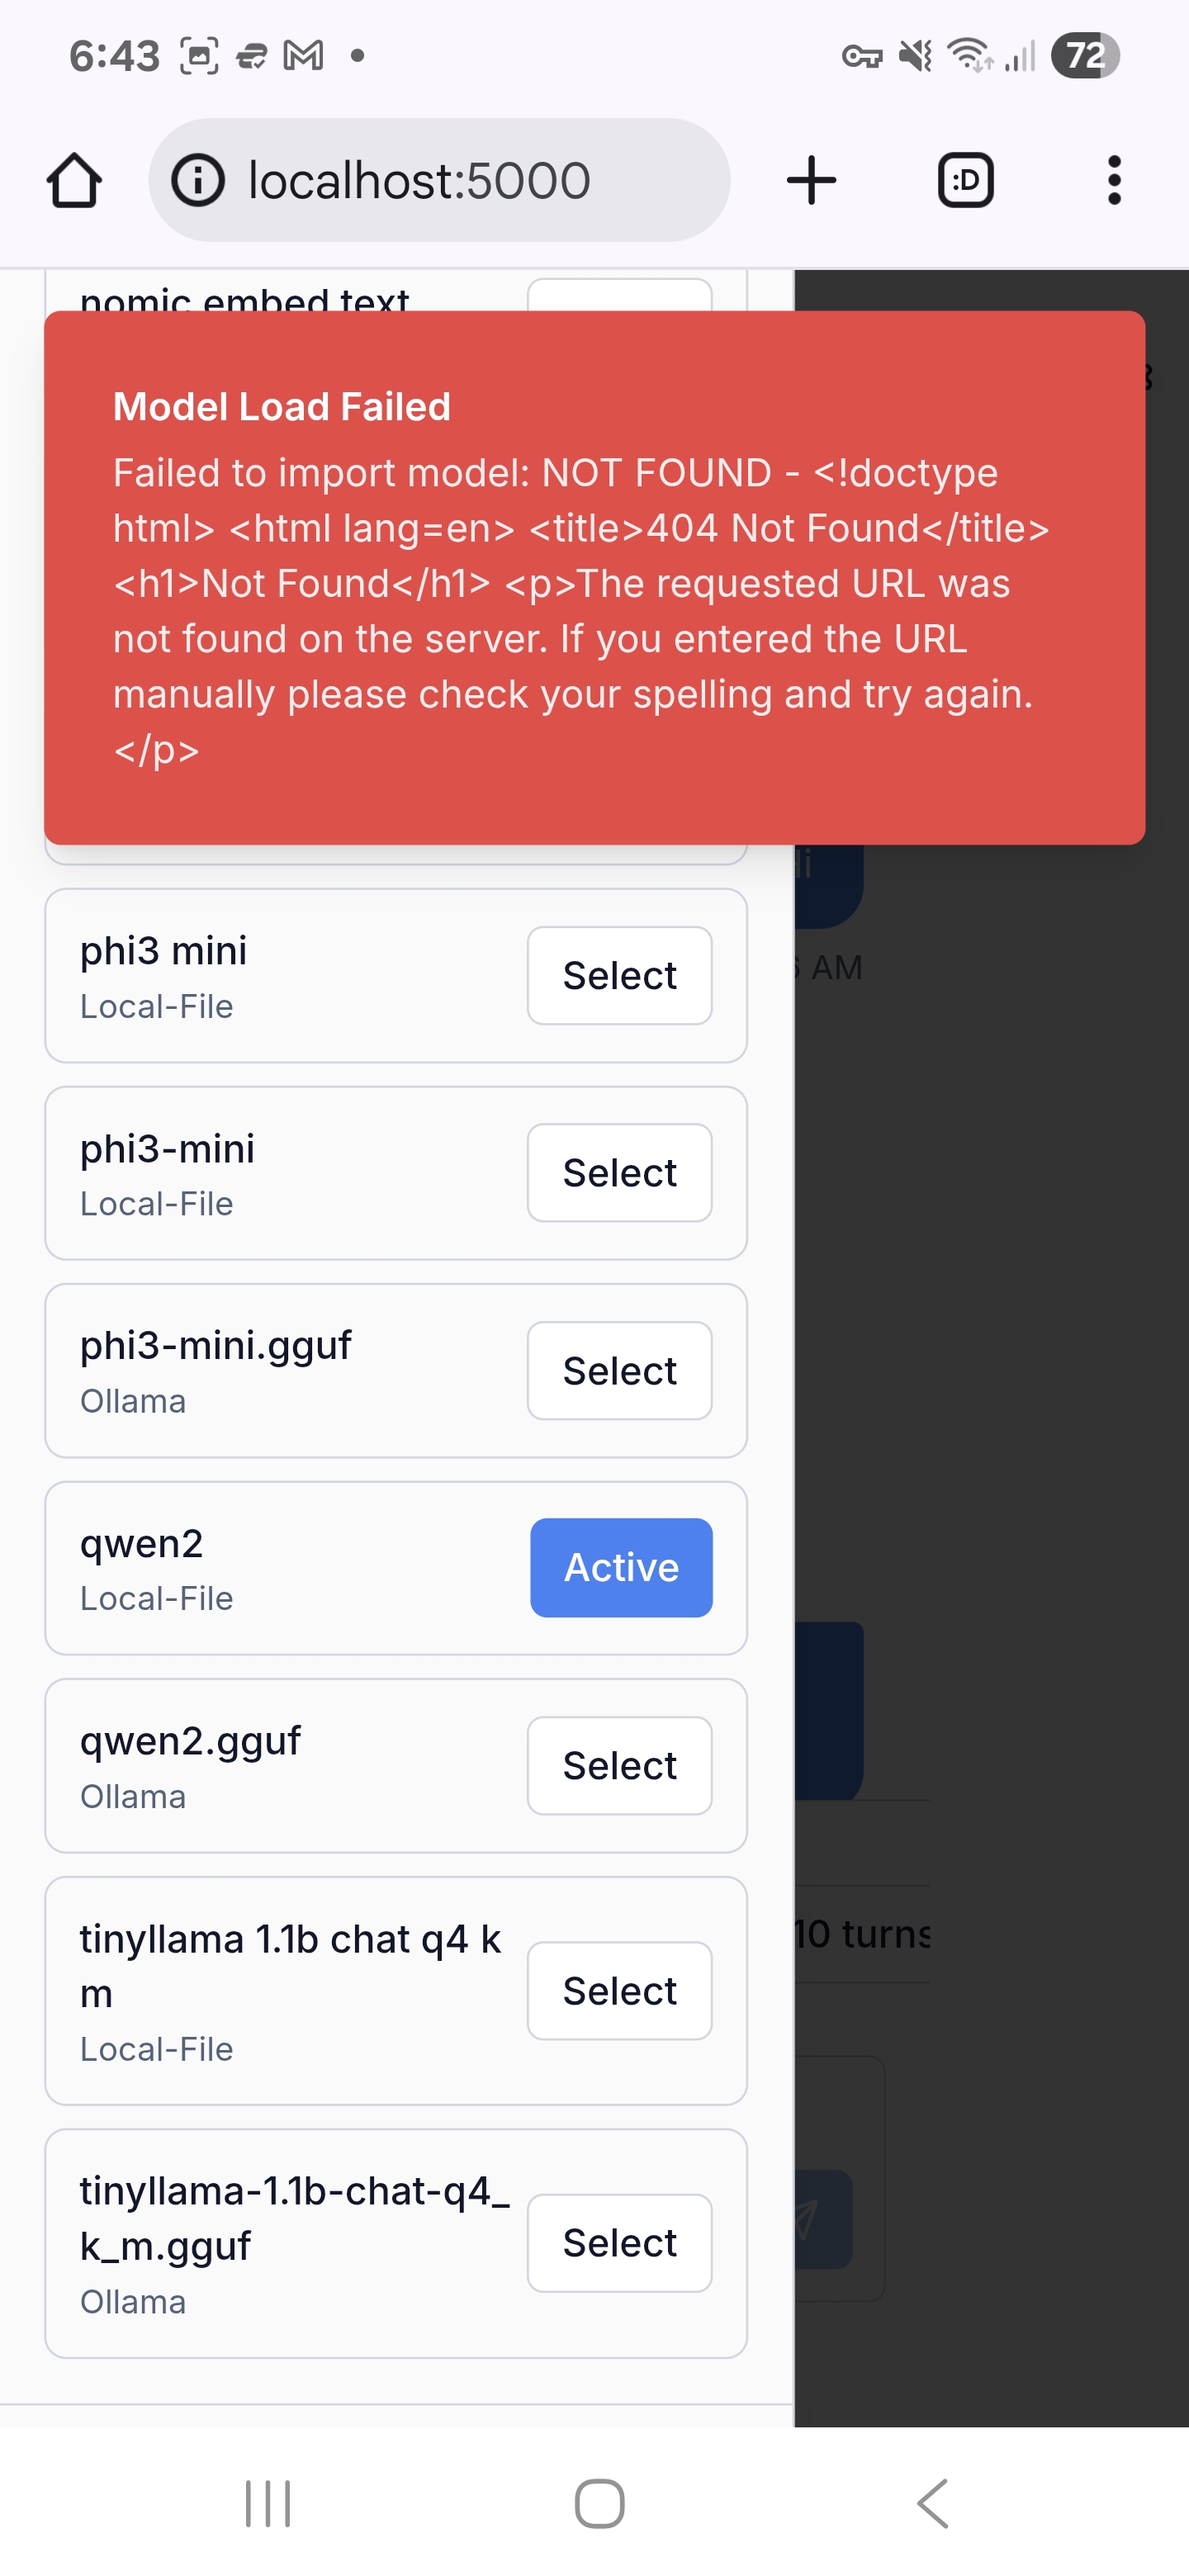 6:43
72
localhost:5000
:D
nomic embed text
Model Load Failed
Failed to import model: NOT FOUND - <!doctype
html> <html lang=en> <title>404 Not Found</title>
<h1>Not Found</h1> <p>The requested URL was
not found on the server. If you entered the URL
manually please check your spelling and try again.
</p>
phi3 mini
Local-File
Select
AM
phi3-mini
Local-File
Select
phi3-mini.gguf
Ollama
Select
qwen2
Local-File
Active
qwen2.gguf
Ollama
Select
tinyllama 1.1b chat q4 k
m
Local-File
Select
10 turns
tinyllama-1.1b-chat-q4_
k_m.gguf
Ollama
Select